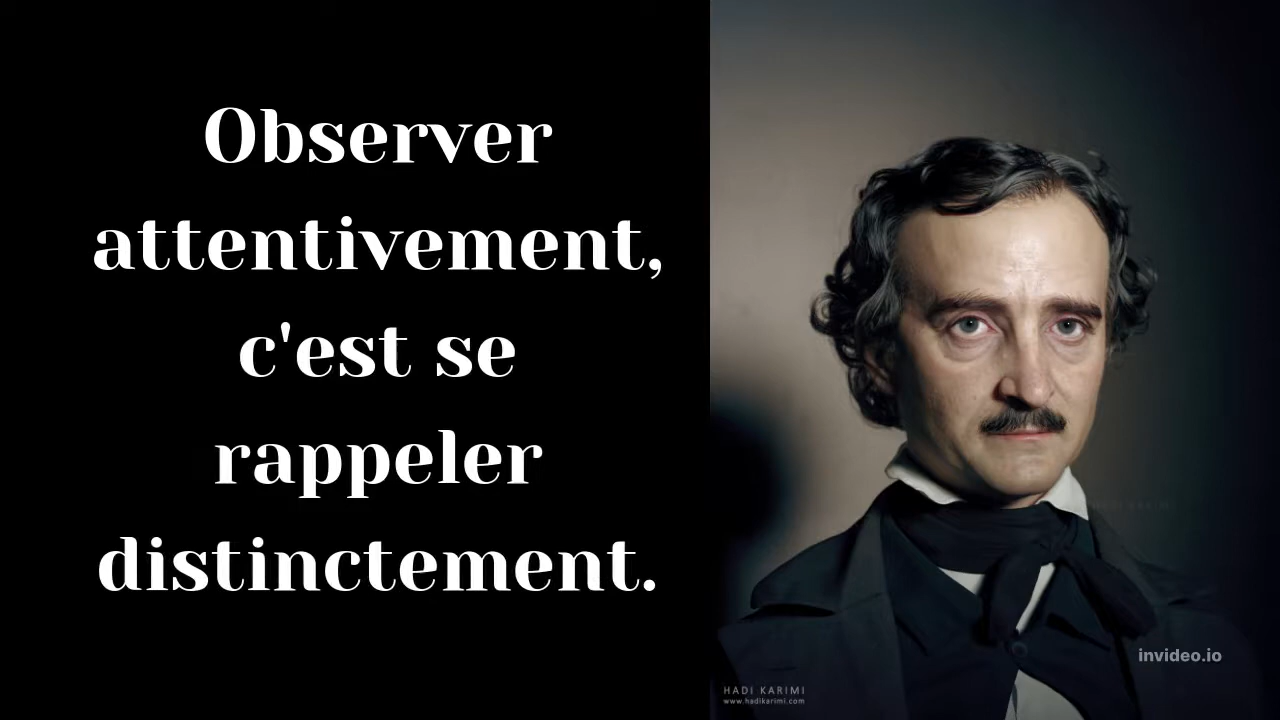 Observer
attentivement,
c'est se
rappeler
distinctement.
invideo.io
HADI KARIMI
www.hadikarimi.com